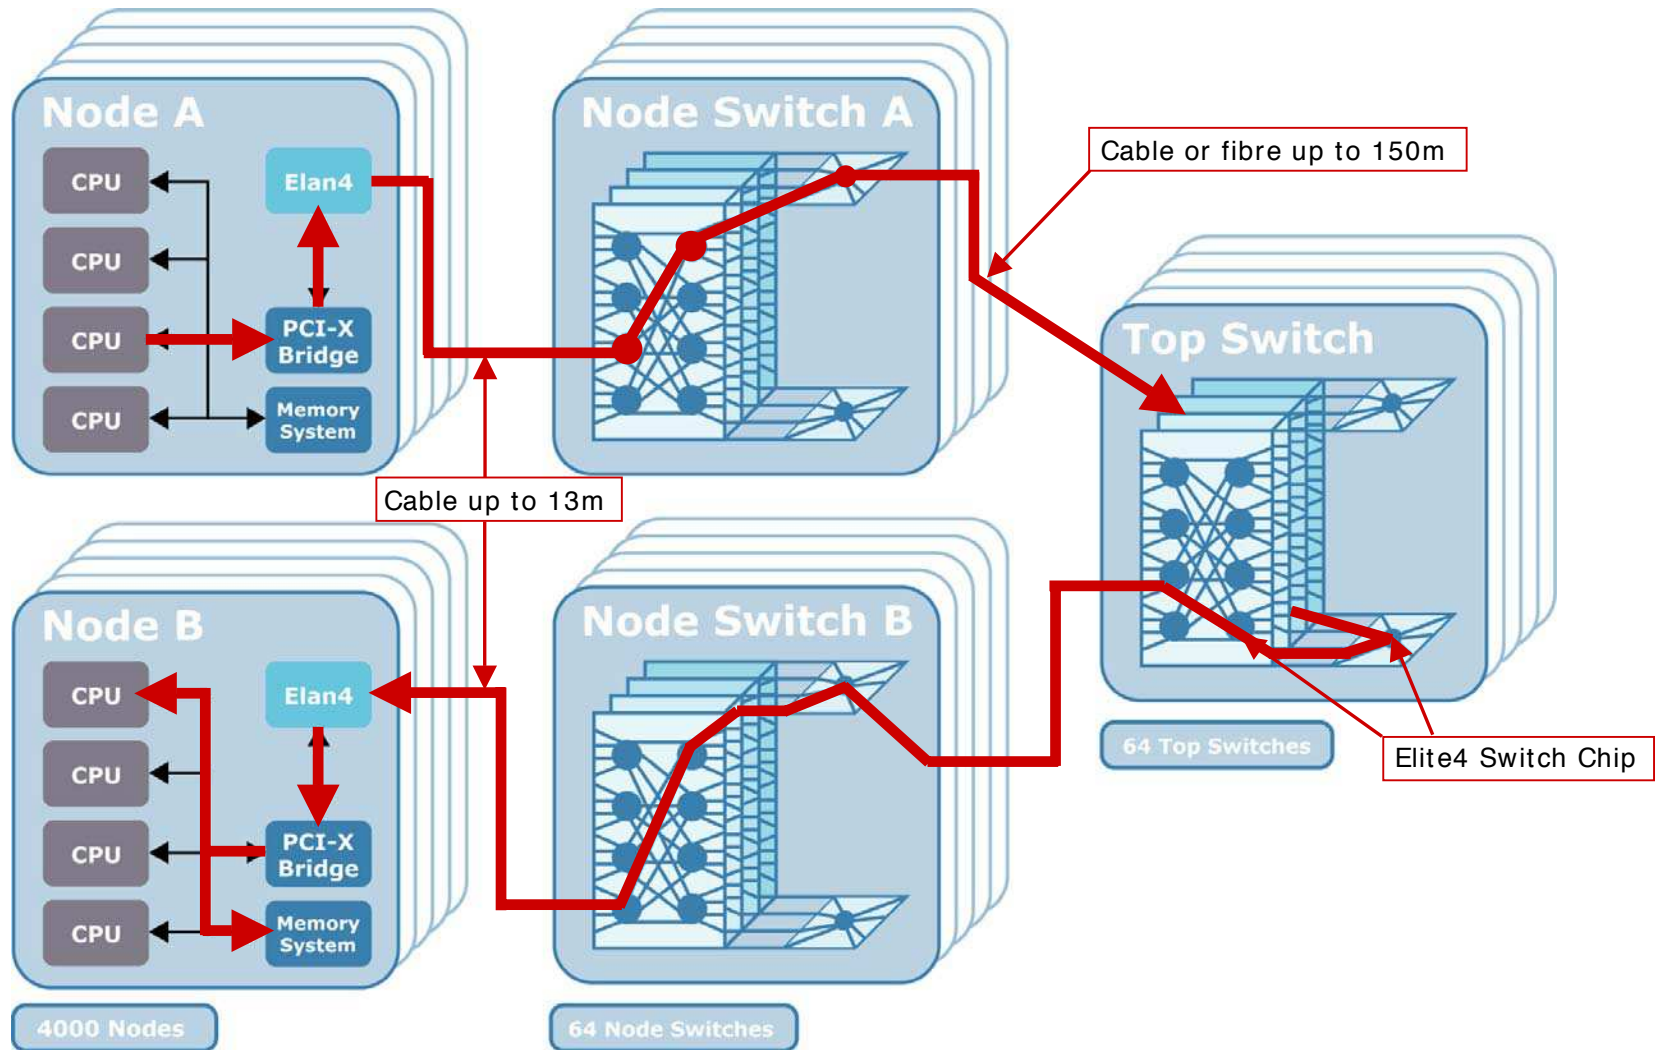 Node A
CPU
Elan4
CPU
CPU
PCI-X
Bridge
CPU
Memory
System
Node Switch A
Cable or fibre up to 150m
Top Switch
Cable up to 13m
Node B
CPU
Elan4
CPU
CPU
PCI-X
Bridge
CPU
Memory
System
Node Switch B
64 Top Switches
Elite4 Switch Chip
4000 Nodes
64 Node Switches